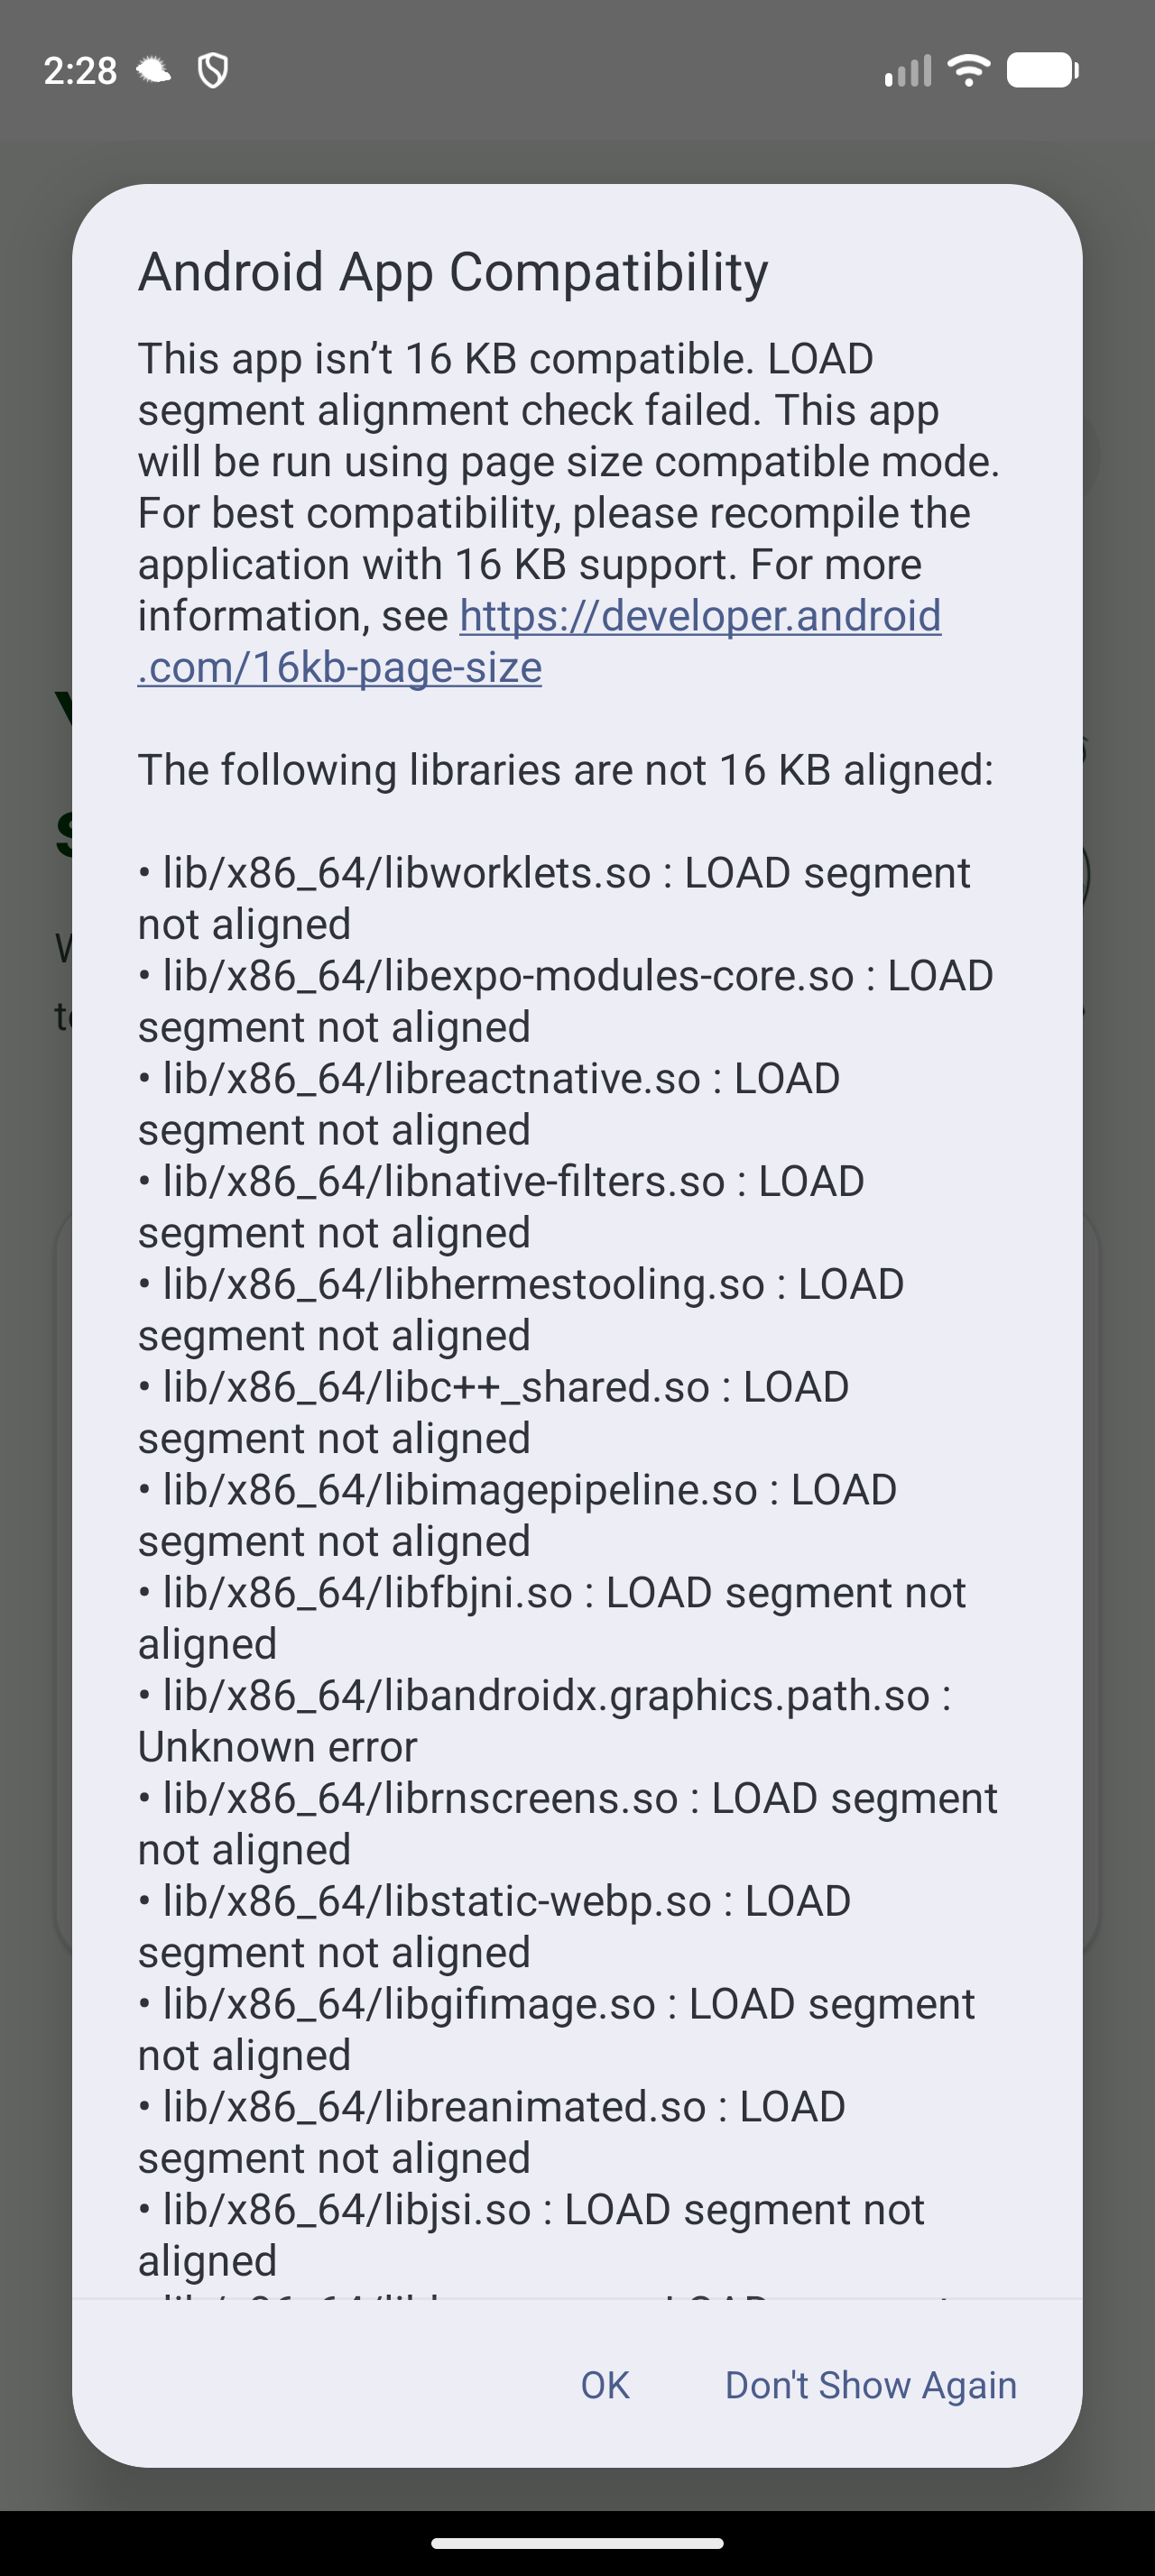 2:28
Android App Compatibility
This app isn’t 16 KB compatible. LOAD
segment alignment check failed. This app
will be run using page size compatible mode.
For best compatibility, please recompile the
application with 16 KB support. For more
information, see https://developer.android
.com/16kb-page-size
The following libraries are not 16 KB aligned:
• lib/x86_64/libworklets.so : LOAD segment
not aligned
• lib/x86_64/libexpo-modules-core.so : LOAD
segment not aligned
• lib/x86_64/libreactnative.so : LOAD
segment not aligned
• lib/x86_64/libnative-filters.so : LOAD
segment not aligned
• lib/x86_64/libhermestooling.so : LOAD
segment not aligned
• lib/x86_64/libc++_shared.so : LOAD
segment not aligned
• lib/x86_64/libimagepipeline.so : LOAD
segment not aligned
• lib/x86_64/libfbjni.so : LOAD segment not
aligned
• lib/x86_64/libandroidx.graphics.path.so :
Unknown error
• lib/x86_64/librnscreens.so : LOAD segment
not aligned
• lib/x86_64/libstatic-webp.so : LOAD
segment not aligned
• lib/x86_64/libgifimage.so : LOAD segment
not aligned
• lib/x86_64/libreanimated.so : LOAD
segment not aligned
• lib/x86_64/libjsi.so : LOAD segment not
aligned
OK Don't Show Again